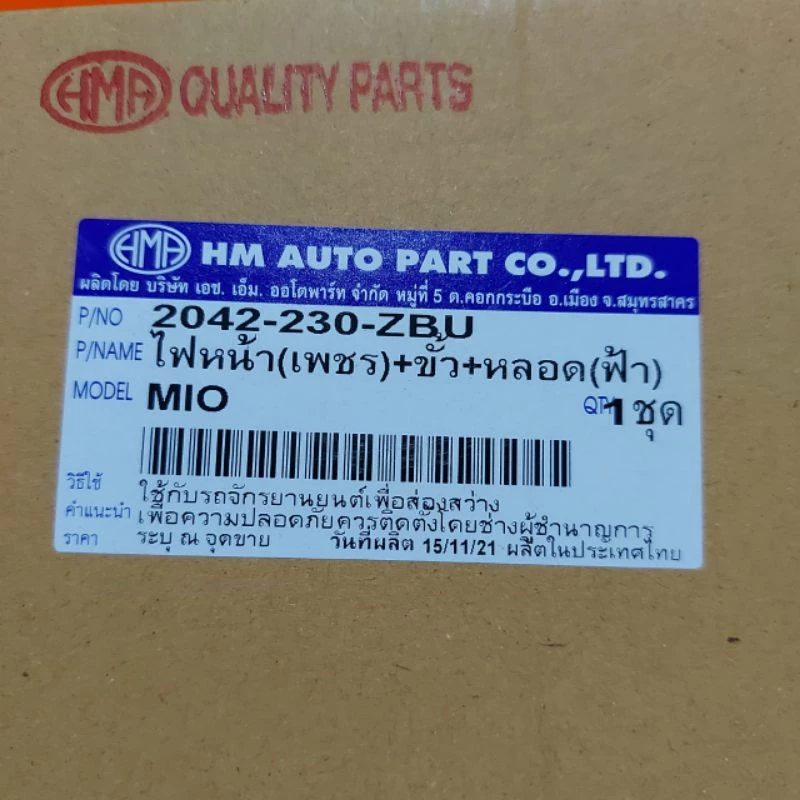 HMA QUALITY PARTS
HMA HM AUTO PART CO.,LTD.
ผลิตโดย บริษัท เอช. เอ็ม. ออโตพาร์ท จำกัด หมู่ที่ 5 ต.คอกกระบือ อ.เมือง จ.สมุทรสาคร
P/NO 2042-230-ZBU
P/NAME ไฟหน้า(เพชร)+ขั้ว+หลอด(ฟ้า)
MODEL MIO QTY 1 ชุด
วิธีใช้ ใช้กับรถจักรยานยนต์เพื่อส่องสว่าง
คำแนะนำ เพื่อความปลอดภัยควรติดตั้งโดยช่างผู้ชำนาญการ
ราคา ระบุ ณ จุดขาย วันที่ผลิต 15/11/21 ผลิตในประเทศไทย